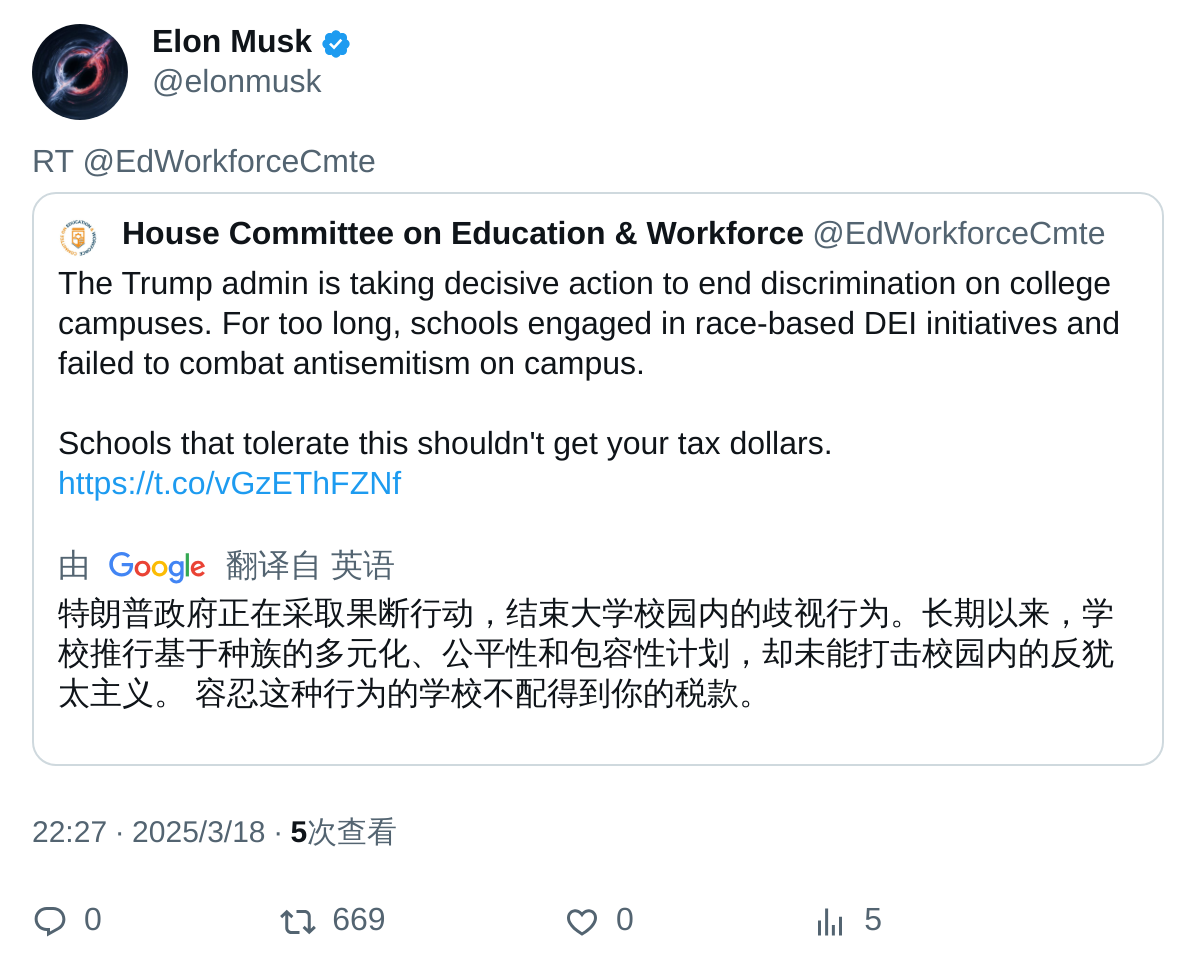 Elon Musk
@elonmusk
RT @EdWorkforceCmte
House Committee on Education & Workforce @EdWorkforceCmte
The Trump admin is taking decisive action to end discrimination on college
campuses. For too long, schools engaged in race-based DEI initiatives and
failed to combat antisemitism on campus.
Schools that tolerate this shouldn't get your tax dollars.
https://t.co/vGzEThFZNf
由 Google 翻译自 英语
特朗普政府正在采取果断行动，结束大学校园内的歧视行为。长期以来，学
校推行基于种族的多元化、公平性和包容性计划，却未能打击校园内的反犹
太主义。 容忍这种行为的学校不配得到你的税款。
22:27 · 2025/3/18 · 5次查看
0 669 0 5